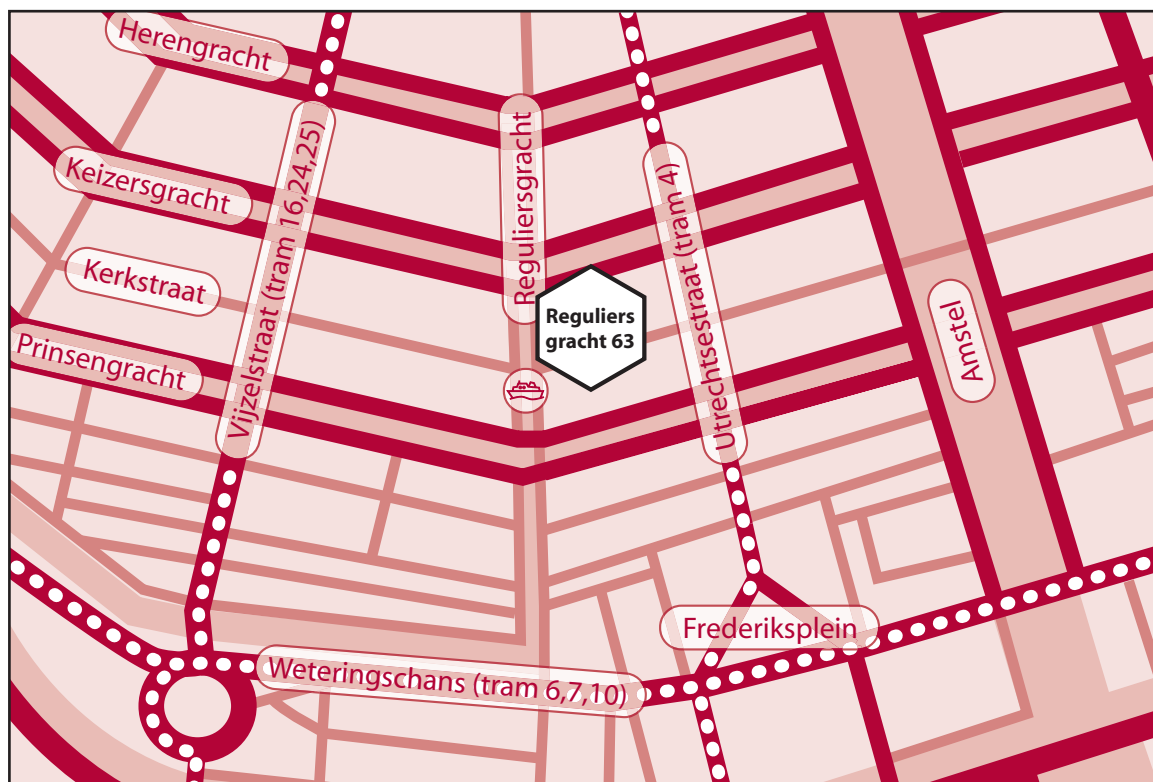 Herengracht
Keizersgracht
Kerkstraat
Prinsengracht
Vijzelstraat (tram 16,24,25)
Reguliersgracht
Reguliers
gracht 63
Utrechtsestraat (tram 4)
Amstel
Frederiksplein
Weteringschans (tram 6,7,10)